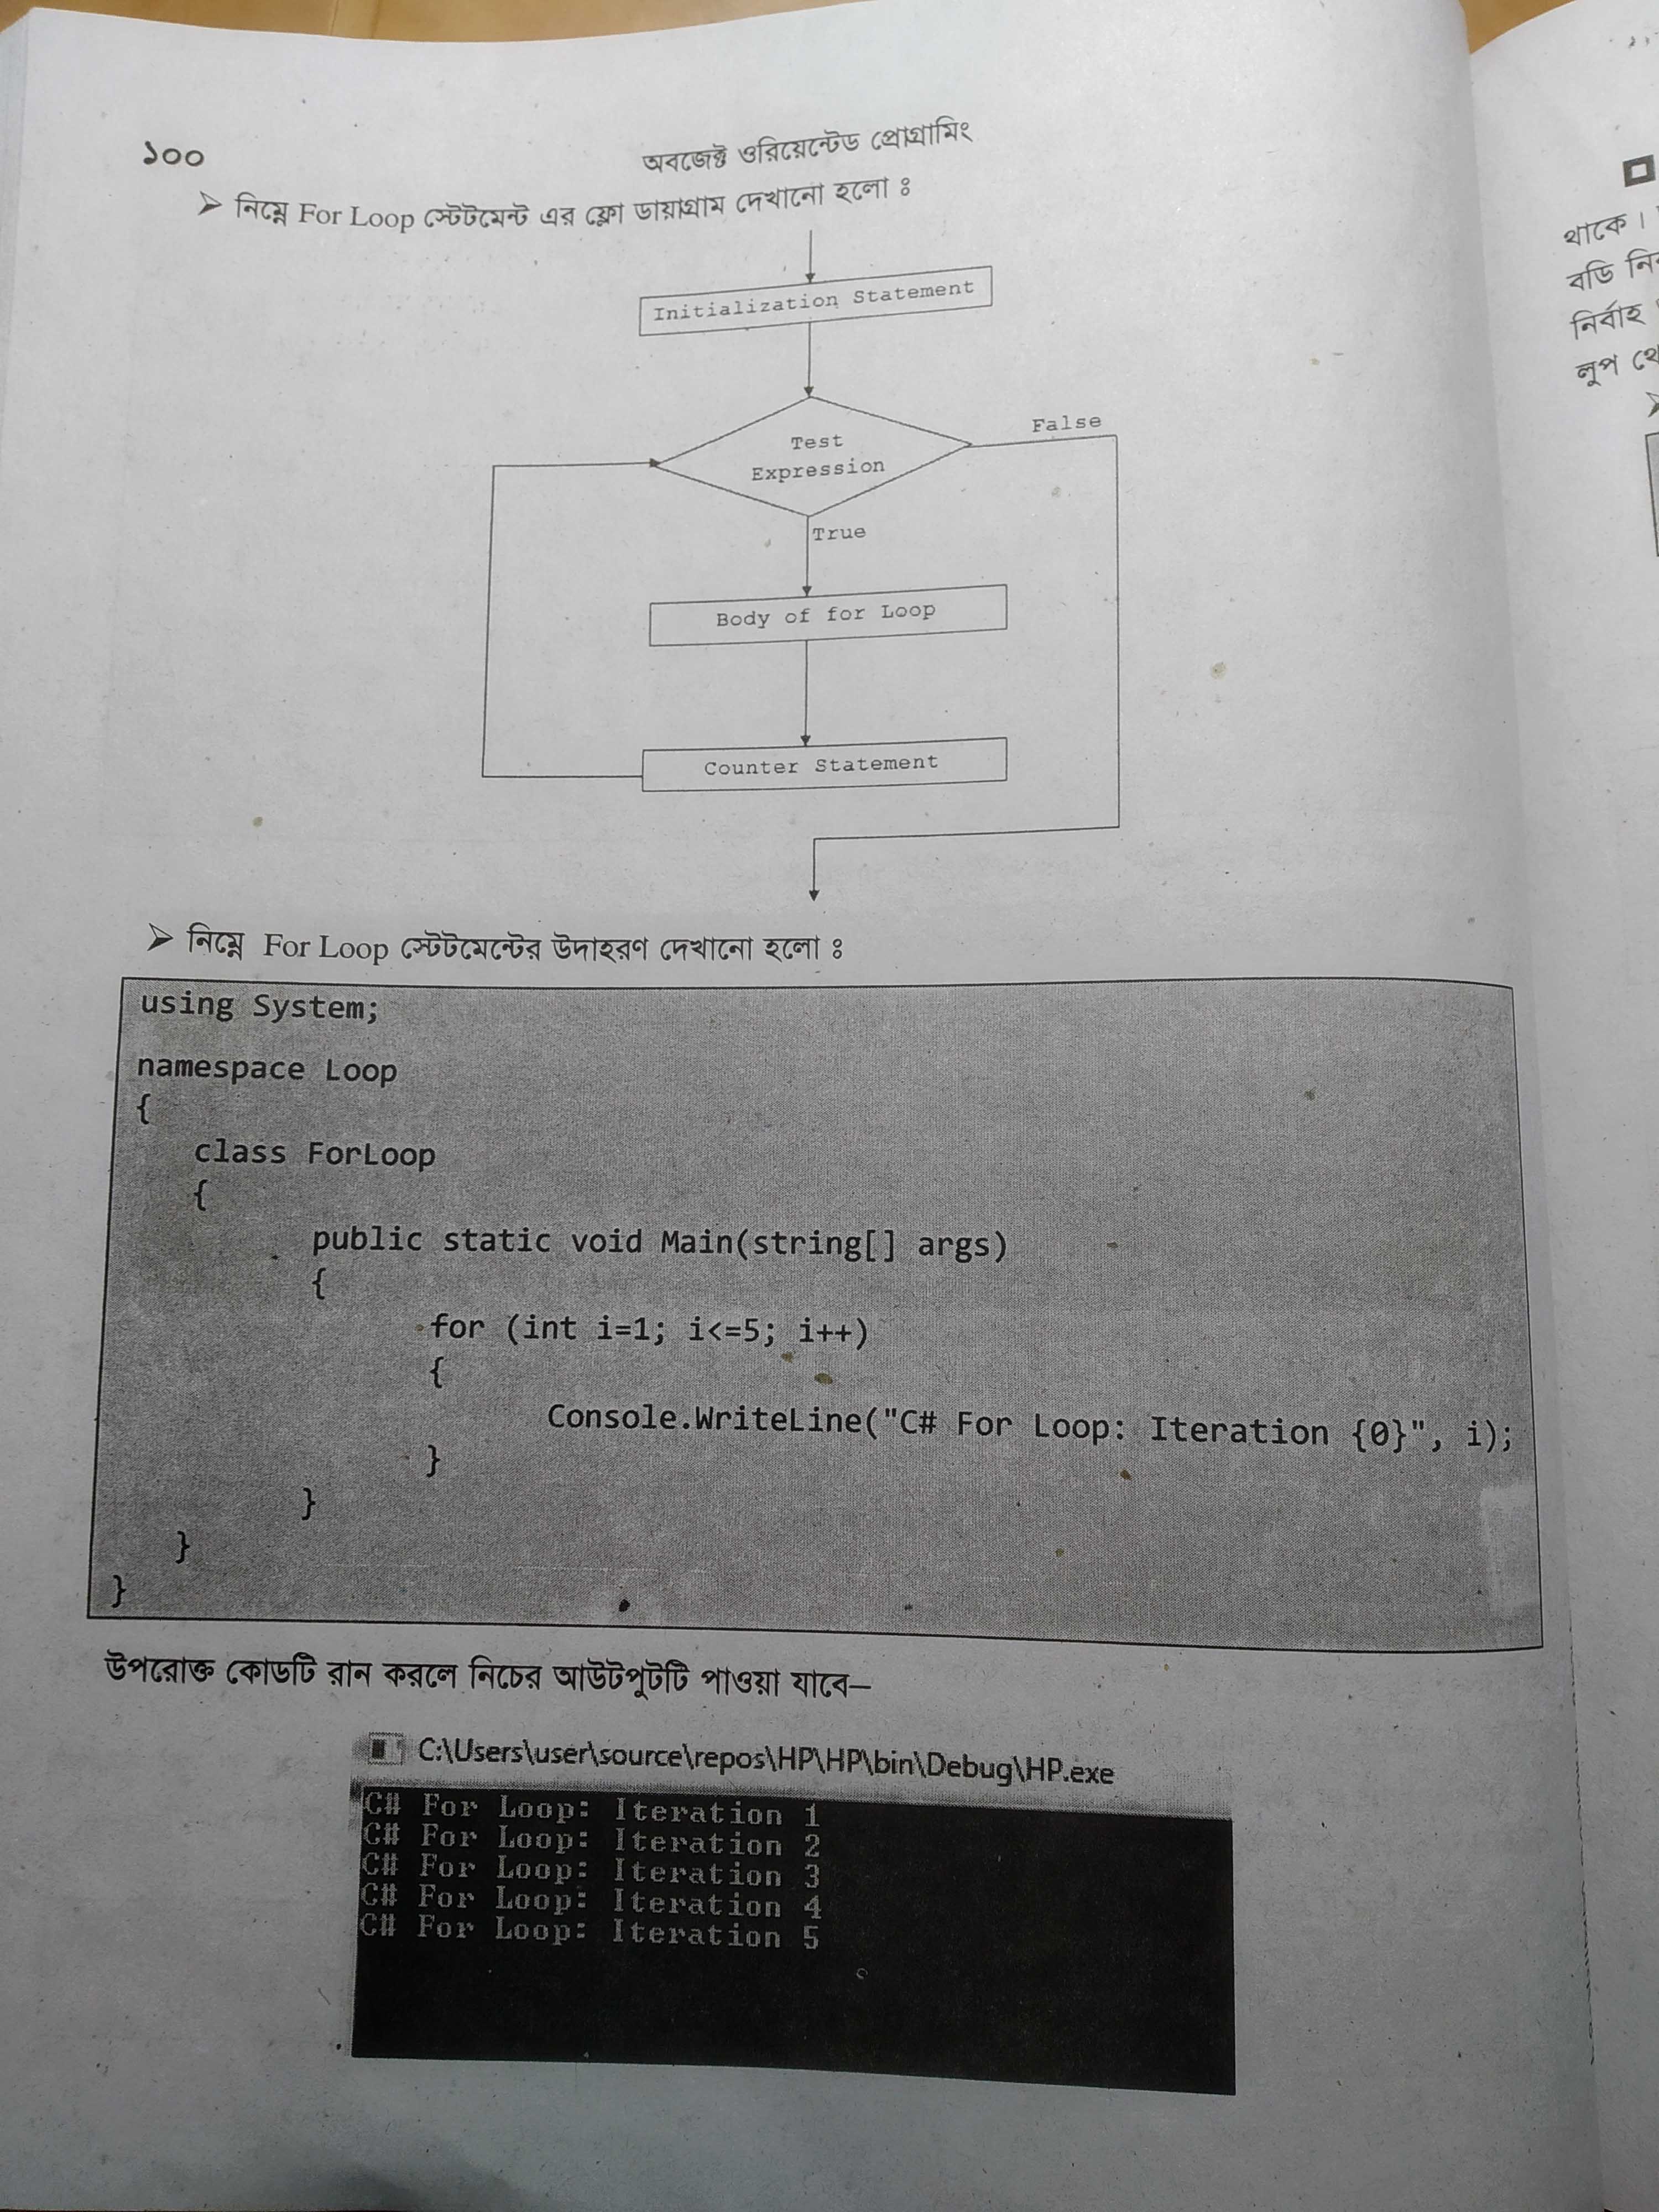 ১০০
অবজেক্ট ওরিয়েন্টেড প্রোগ্রামিং
➢ নিম্নে For Loop স্টেটমেন্ট এর ফ্লো ডায়াগ্রাম দেখানো হলো ঃ
Initialization Statement
Test
Expression
False
True
Body of for Loop
Counter Statement
➢ নিম্নে For Loop স্টেটমেন্টের উদাহরণ দেখানো হলো ঃ
using System;
namespace Loop
{
class ForLoop
{
public static void Main(string[] args)
{
for (int i=1; i<=5; i++)
{
Console.WriteLine("C# For Loop: Iteration {0}", i);
}
}
}
}
উপরোক্ত কোডটি রান করলে নিচের আউটপুটটি পাওয়া যাবে—
C:\Users\user\source\repos\HP\HP\bin\Debug\HP.exe
C# For Loop: Iteration 1
C# For Loop: Iteration 2
C# For Loop: Iteration 3
C# For Loop: Iteration 4
C# For Loop: Iteration 5
থাকে।
বডি
নির্বাহ
লুপ